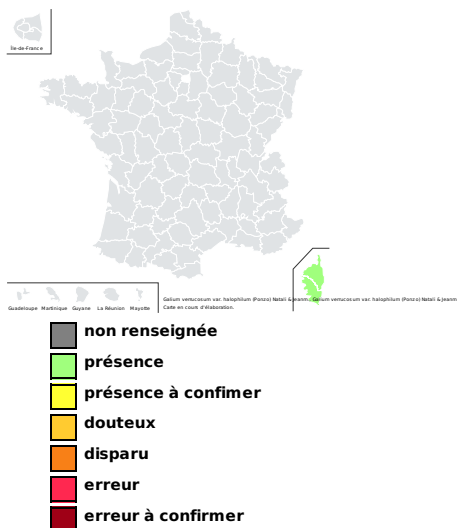 Île-de-France
Guadeloupe Martinique Guyane La Réunion Mayotte
Galium verrucosum var. halophilum (Ponzo) Natali & Jeanm., Galium verrucosum var. halophilum (Ponzo) Natali & Jeanm
Carte en cours d'élaboration.
non renseignée
présence
présence à confimer
douteux
disparu
erreur
erreur à confirmer